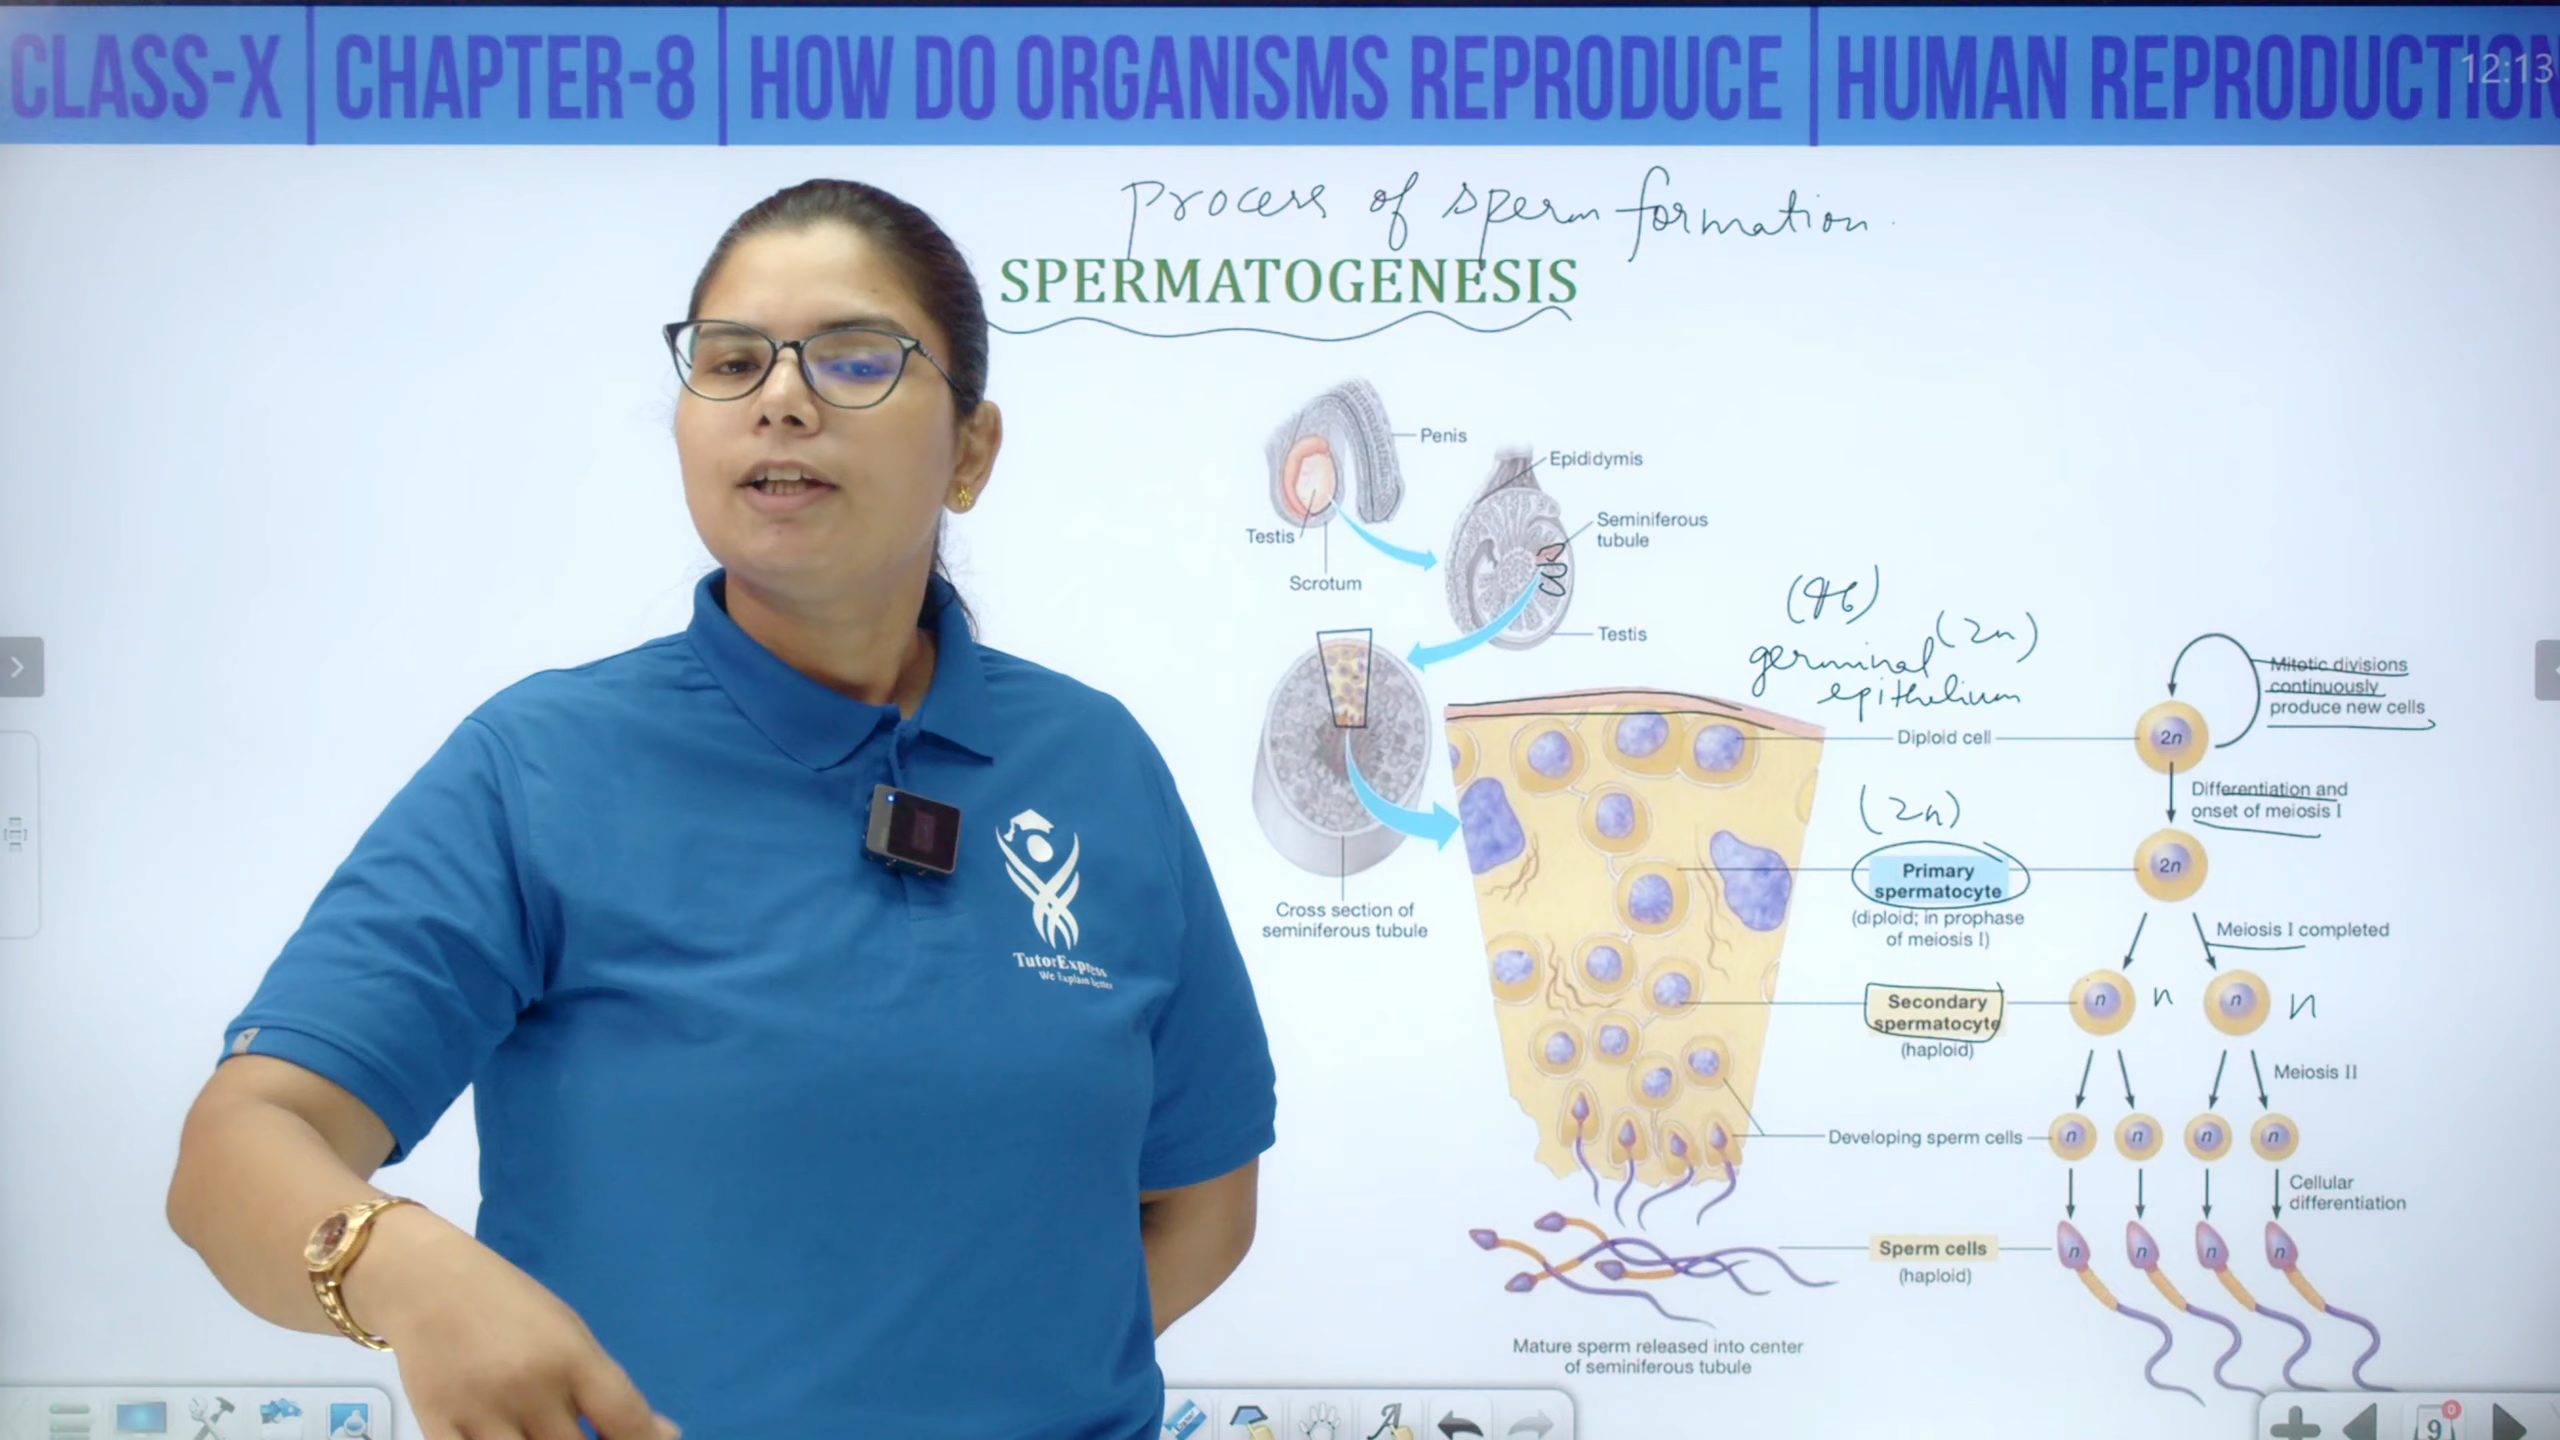 CLASS-X | CHAPTER-8 | HOW DO ORGANISMS REPRODUCE | HUMAN REPRODUCTION
12:13
Process of sperm formation.
SPERMATOGENESIS
Penis
Epididymis
Seminiferous
tubule
Testis
Scrotum
Testis
(46)
germinal (2n)
epithelium
Mitotic divisions
continuously
produce new cells
Diploid cell
2n
Differentiation and
onset of meiosis I
(2n)
Primary
spermatocyte
(diploid; in prophase
of meiosis I)
2n
Cross section of
seminiferous tubule
Meiosis I completed
Secondary
spermatocyte
(haploid)
n n n n
Meiosis II
Developing sperm cells
n n n n
Cellular
differentiation
Sperm cells
(haploid)
n n n n
Mature sperm released into center
of seminiferous tubule
TutorExpress
We Explain better
9
0